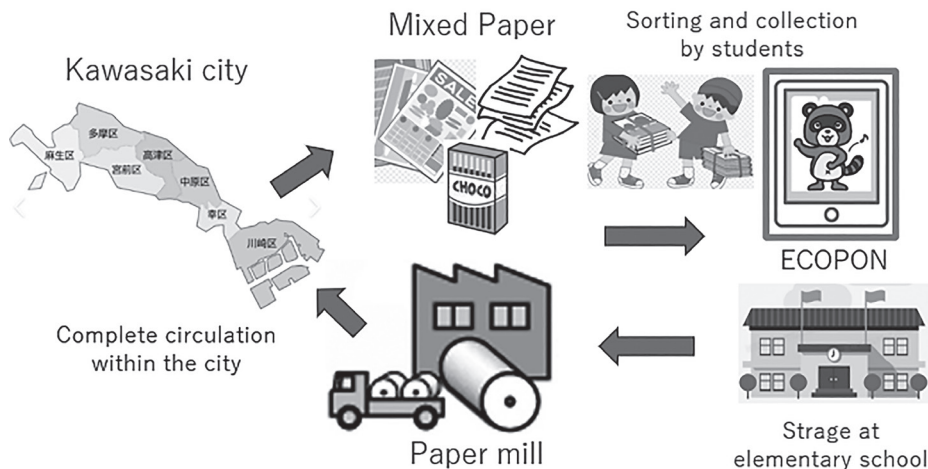 Kawasaki city
多摩区
麻生区
高津区
宮前区
中原区
幸区
川崎区
Complete circulation
within the city
Mixed Paper
SALE
CHOCO
Sorting and collection
by students
ECOPON
Strage at
elementary school
Paper mill